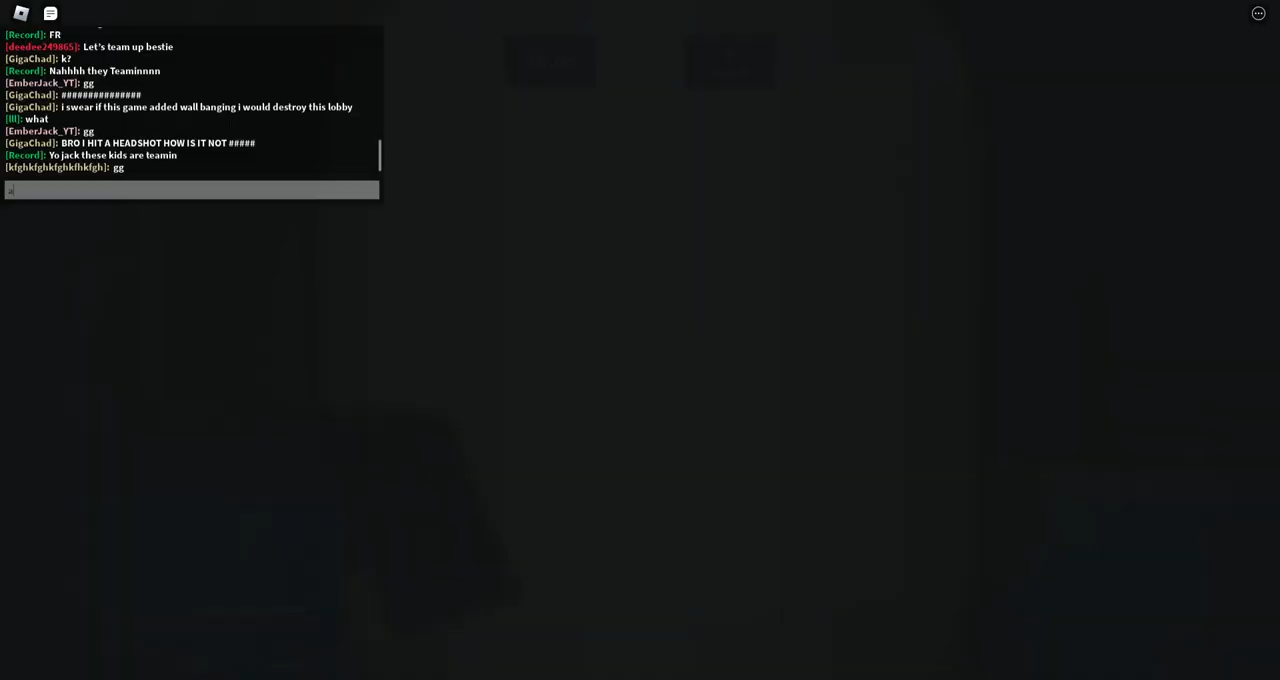 [Record]: FR
[deedee249865]: Let's team up bestie
[GigaChad]: k?
[Record]: Nahhhh they Teaminnnn
[EmberJack_YT]: gg
[GigaChad]: ###############
[GigaChad]: i swear if this game added wall banging i would destroy this lobby
[lll]: what
[EmberJack_YT]: gg
[GigaChad]: BRO I HIT A HEADSHOT HOW IS IT NOT #####
[Record]: Yo jack these kids are teamin
[kfghkfghkfghkfhkfgh]: gg
a